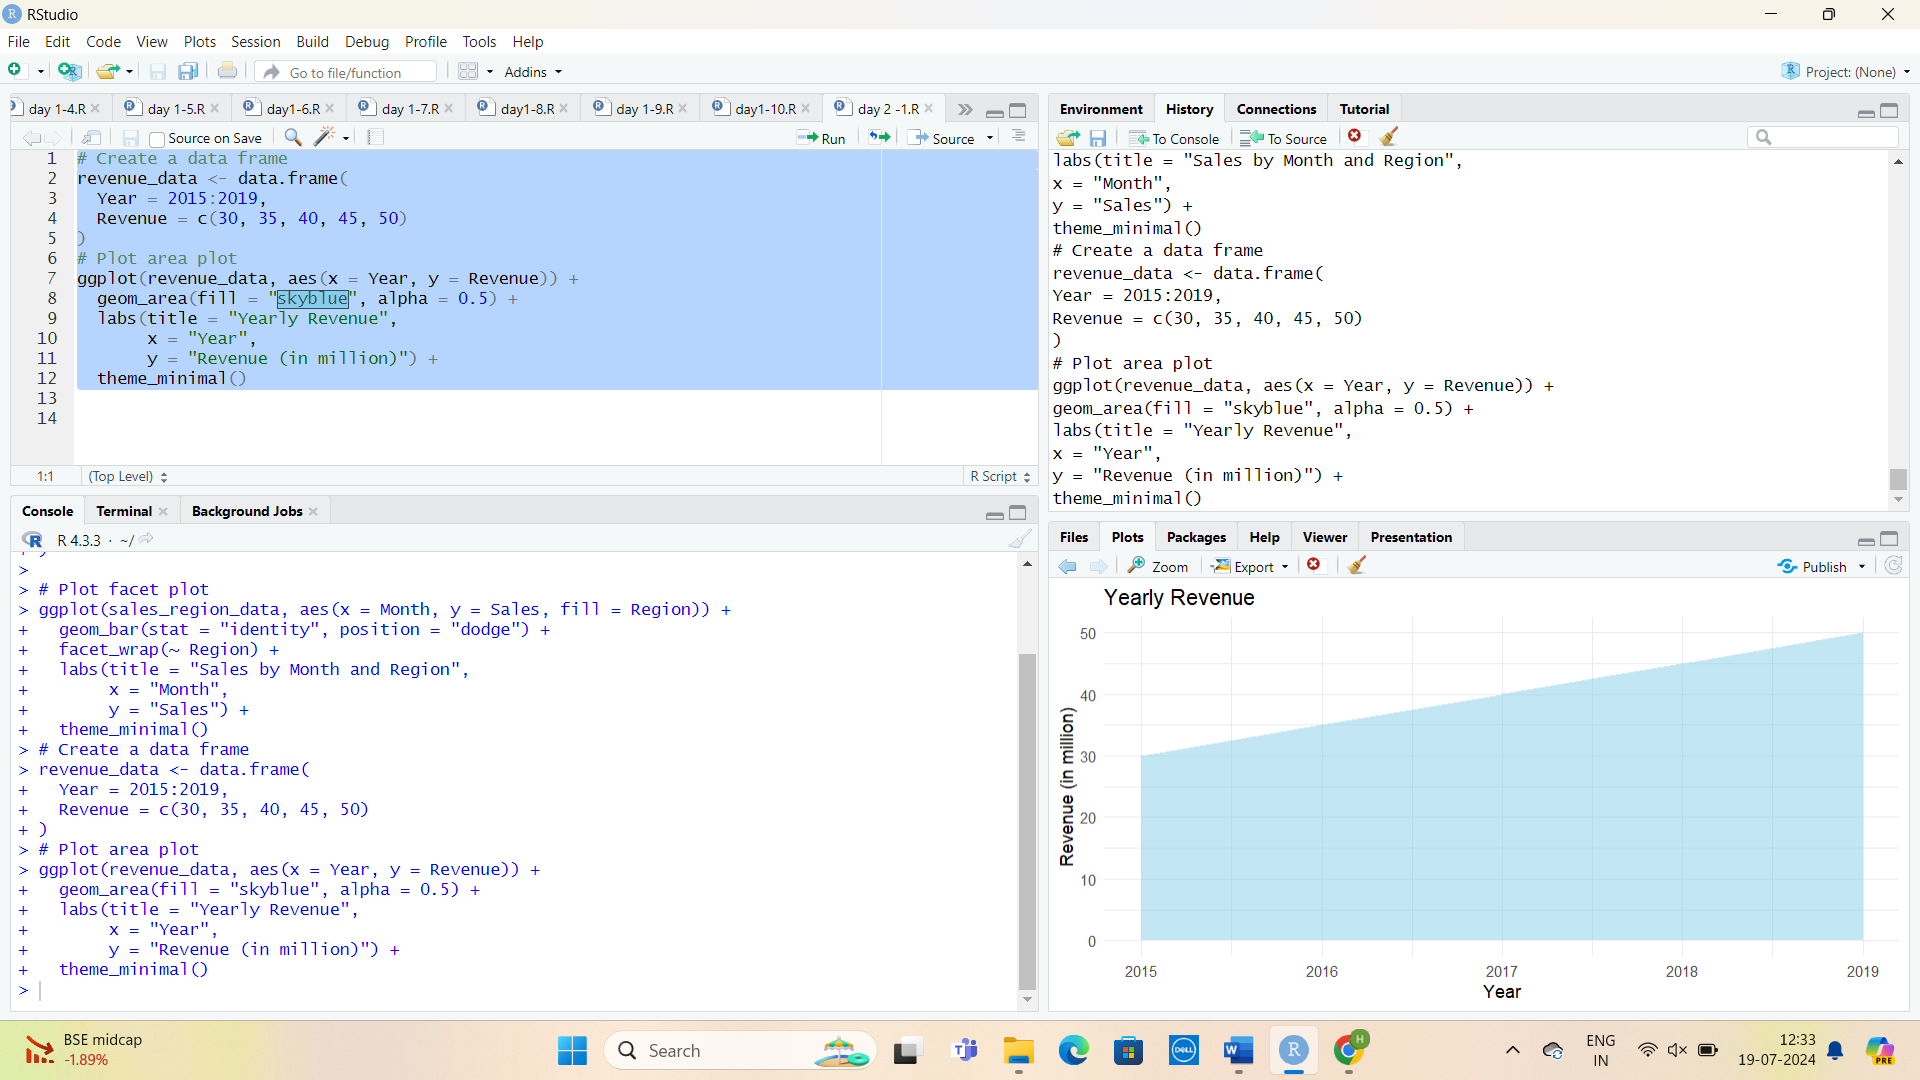 RStudio
File Edit Code View Plots Session Build Debug Profile Tools Help
Go to file/function Addins Project: (None)
day 1-4.R day 1-5.R day1-6.R day 1-7.R day1-8.R day 1-9.R day1-10.R day 2 -1.R
Source on Save Run Source
1 # Create a data frame
2 revenue_data <- data.frame(
3 Year = 2015:2019,
4 Revenue = c(30, 35, 40, 45, 50)
5 )
6 # Plot area plot
7 ggplot(revenue_data, aes(x = Year, y = Revenue)) +
8 geom_area(fill = "skyblue", alpha = 0.5) +
9 labs(title = "Yearly Revenue",
10 x = "Year",
11 y = "Revenue (in million)") +
12 theme_minimal()
13
14
1:1 (Top Level) R Script
Console Terminal Background Jobs
R 4.3.3 · ~/
>
> # Plot facet plot
> ggplot(sales_region_data, aes(x = Month, y = Sales, fill = Region)) +
+ geom_bar(stat = "identity", position = "dodge") +
+ facet_wrap(~ Region) +
+ labs(title = "Sales by Month and Region",
+ x = "Month",
+ y = "Sales") +
+ theme_minimal()
> # Create a data frame
> revenue_data <- data.frame(
+ Year = 2015:2019,
+ Revenue = c(30, 35, 40, 45, 50)
+ )
> # Plot area plot
> ggplot(revenue_data, aes(x = Year, y = Revenue)) +
+ geom_area(fill = "skyblue", alpha = 0.5) +
+ labs(title = "Yearly Revenue",
+ x = "Year",
+ y = "Revenue (in million)") +
+ theme_minimal()
>
Environment History Connections Tutorial
To Console To Source
labs(title = "Sales by Month and Region",
x = "Month",
y = "Sales") +
theme_minimal()
# Create a data frame
revenue_data <- data.frame(
Year = 2015:2019,
Revenue = c(30, 35, 40, 45, 50)
)
# Plot area plot
ggplot(revenue_data, aes(x = Year, y = Revenue)) +
geom_area(fill = "skyblue", alpha = 0.5) +
labs(title = "Yearly Revenue",
x = "Year",
y = "Revenue (in million)") +
theme_minimal()
Files Plots Packages Help Viewer Presentation
Zoom Export Publish
Yearly Revenue
50
40
30
20
10
0
Revenue (in million)
2015 2016 2017 2018 2019
Year
BSE midcap
-1.89%
Search
DELL
ENG
IN
12:33
19-07-2024
PRE